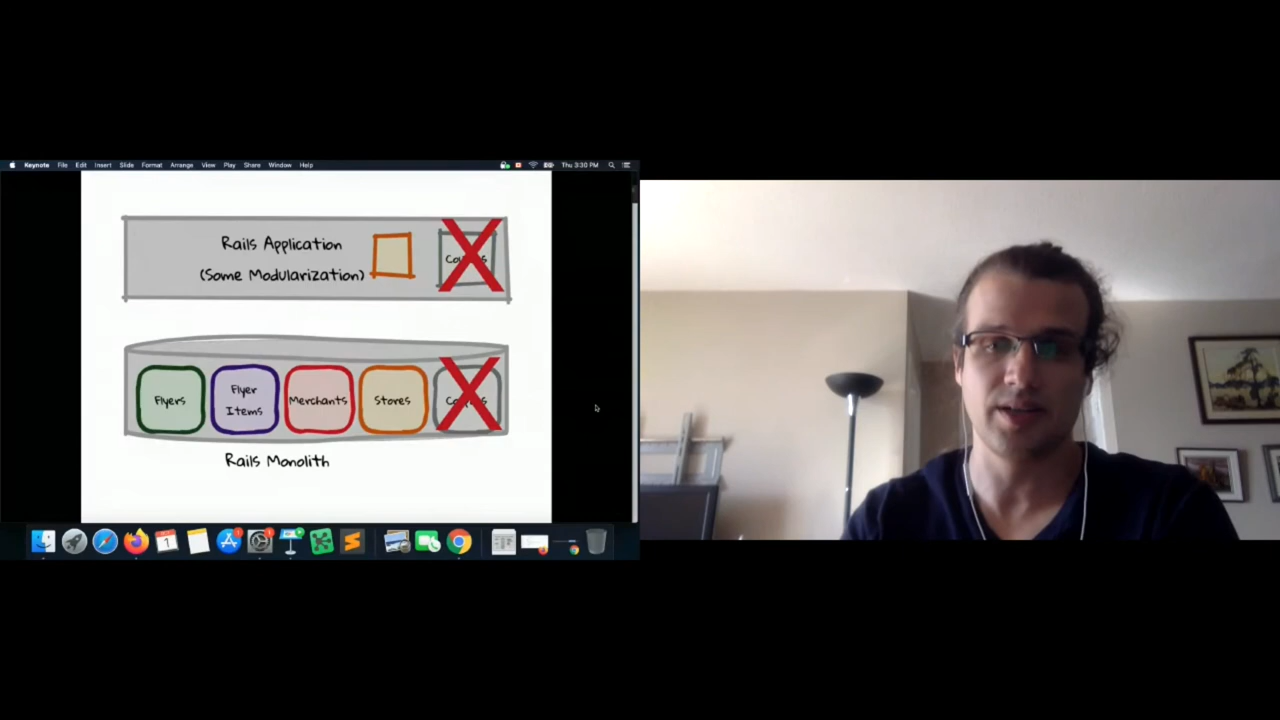 Keynote File Edit Insert Slide Format Arrange View Play Share Window Help Thu 3:30 PM
Rails Application
(Some Modularization)
Flyers
Flyer
Items
Merchants
Stores
Rails Monolith